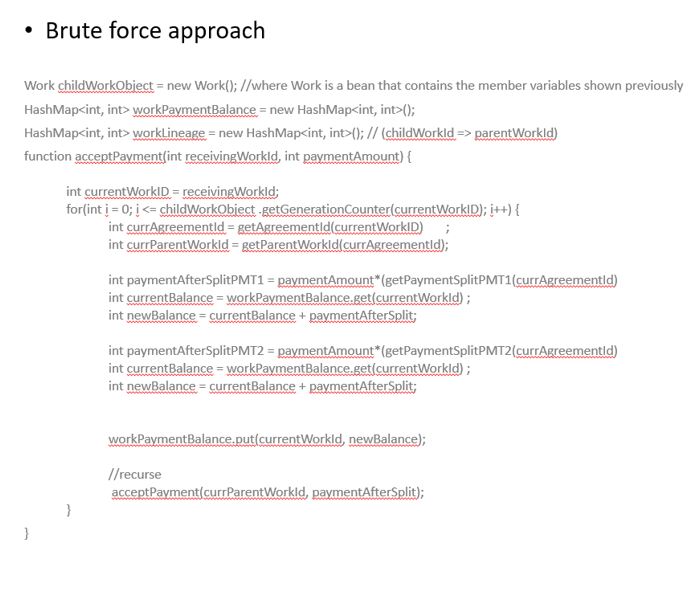 • Brute force approach
Work childWorkObject = new Work(); //where Work is a bean that contains the member variables shown previously
HashMap<int, int> workPaymentBalance = new HashMap<int, int>();
HashMap<int, int> workLineage = new HashMap<int, int>(); // (childWorkId => parentWorkId)
function acceptPayment(int receivingWorkId, int paymentAmount) {
int currentWorkID = receivingWorkId;
for(int i = 0; i <= childWorkObject .getGenerationCounter(currentWorkID); i++) {
int currAgreementId = getAgreementId(currentWorkID) ;
int currParentWorkId = getParentWorkId(currAgreementId);
int paymentAfterSplitPMT1 = paymentAmount*(getPaymentSplitPMT1(currAgreementId)
int currentBalance = workPaymentBalance.get(currentWorkId) ;
int newBalance = currentBalance + paymentAfterSplit;
int paymentAfterSplitPMT2 = paymentAmount*(getPaymentSplitPMT2(currAgreementId)
int currentBalance = workPaymentBalance.get(currentWorkId) ;
int newBalance = currentBalance + paymentAfterSplit;
workPaymentBalance.put(currentWorkId, newBalance);
//recurse
acceptPayment(currParentWorkId, paymentAfterSplit);
}
}